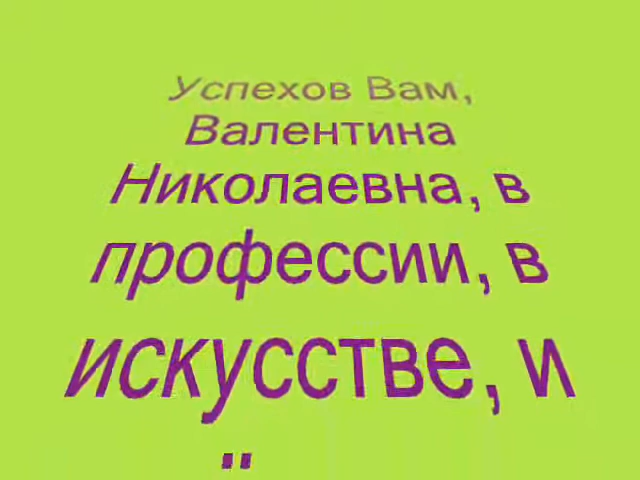 Успехов Вам,
Валентина
Николаевна, в
профессии, в
искусстве, и